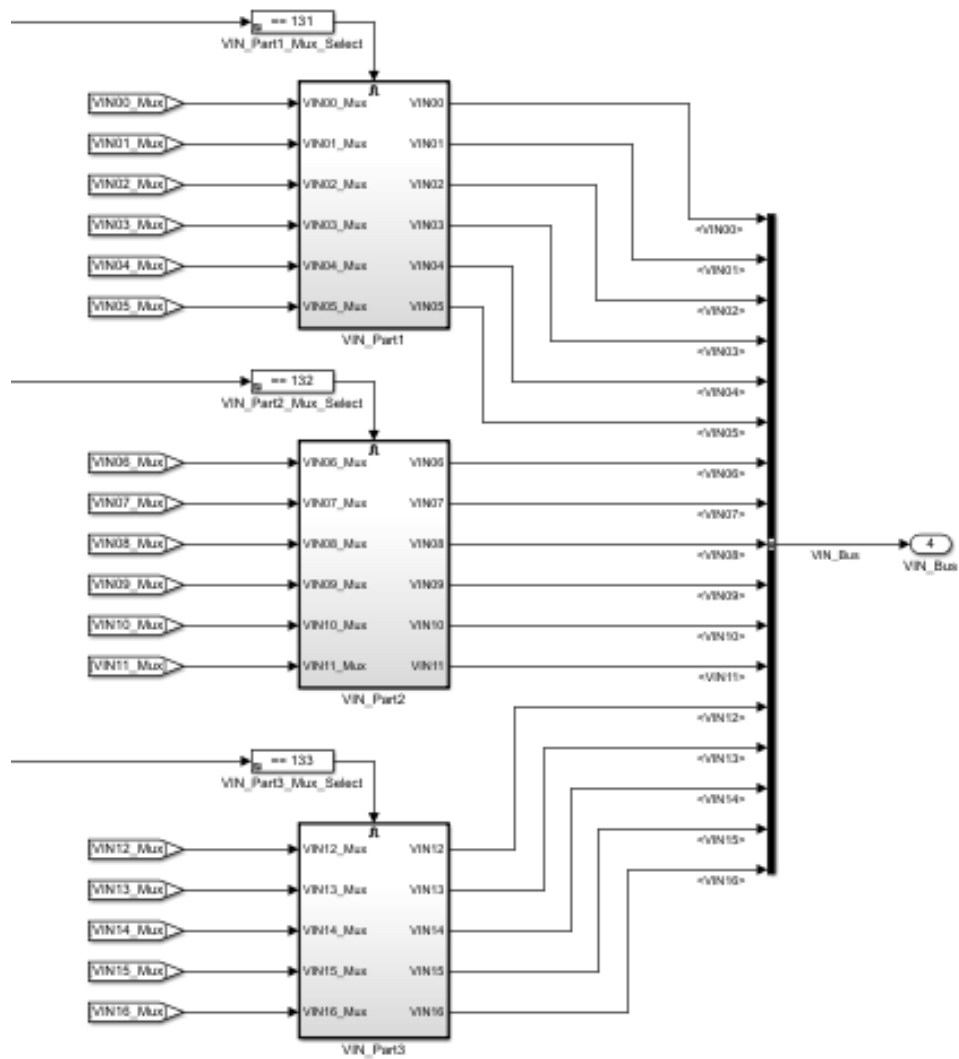 == 131
VIN_Part1_Mux_Select
VIN00_Mux VIN00_Mux VIN00
VIN01_Mux VIN01_Mux VIN01
VIN02_Mux VIN02_Mux VIN02
VIN03_Mux VIN03_Mux VIN03
VIN04_Mux VIN04_Mux VIN04
VIN05_Mux VIN05_Mux VIN05
VIN_Part1
== 132
VIN_Part2_Mux_Select
VIN06_Mux VIN06_Mux VIN06
VIN07_Mux VIN07_Mux VIN07
VIN08_Mux VIN08_Mux VIN08
VIN09_Mux VIN09_Mux VIN09
VIN10_Mux VIN10_Mux VIN10
VIN11_Mux VIN11_Mux VIN11
VIN_Part2
== 133
VIN_Part3_Mux_Select
VIN12_Mux VIN12_Mux VIN12
VIN13_Mux VIN13_Mux VIN13
VIN14_Mux VIN14_Mux VIN14
VIN15_Mux VIN15_Mux VIN15
VIN16_Mux VIN16_Mux VIN16
VIN_Part3
<VIN00>
<VIN01>
<VIN02>
<VIN03>
<VIN04>
<VIN05>
<VIN06>
<VIN07>
<VIN08>
<VIN09>
<VIN10>
<VIN11>
<VIN12>
<VIN13>
<VIN14>
<VIN15>
<VIN16>
VIN_Bus
4
VIN_Bus